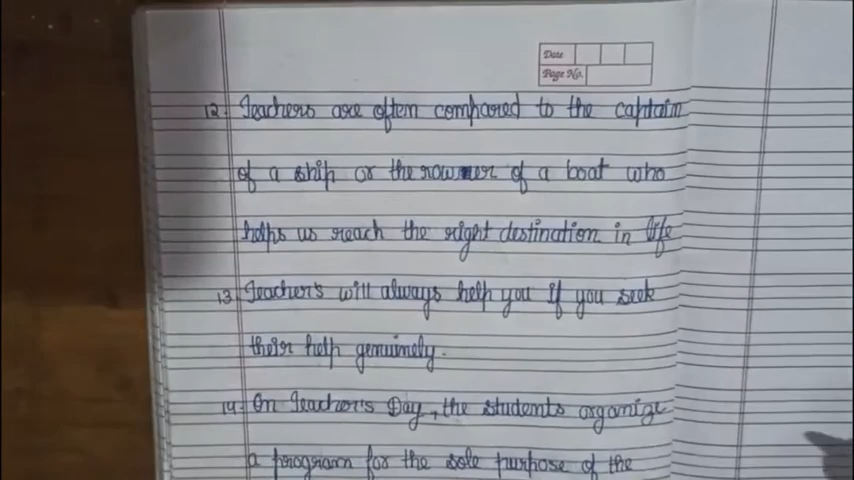 Date
Page No.
12. Teachers are often compared to the captain
of a ship or the rower of a boat who
helps us reach the right destination in life
13. Teacher's will always help you if you seek
their help genuinely.
14. On Teacher's Day, the students organize
a program for the sole purpose of the